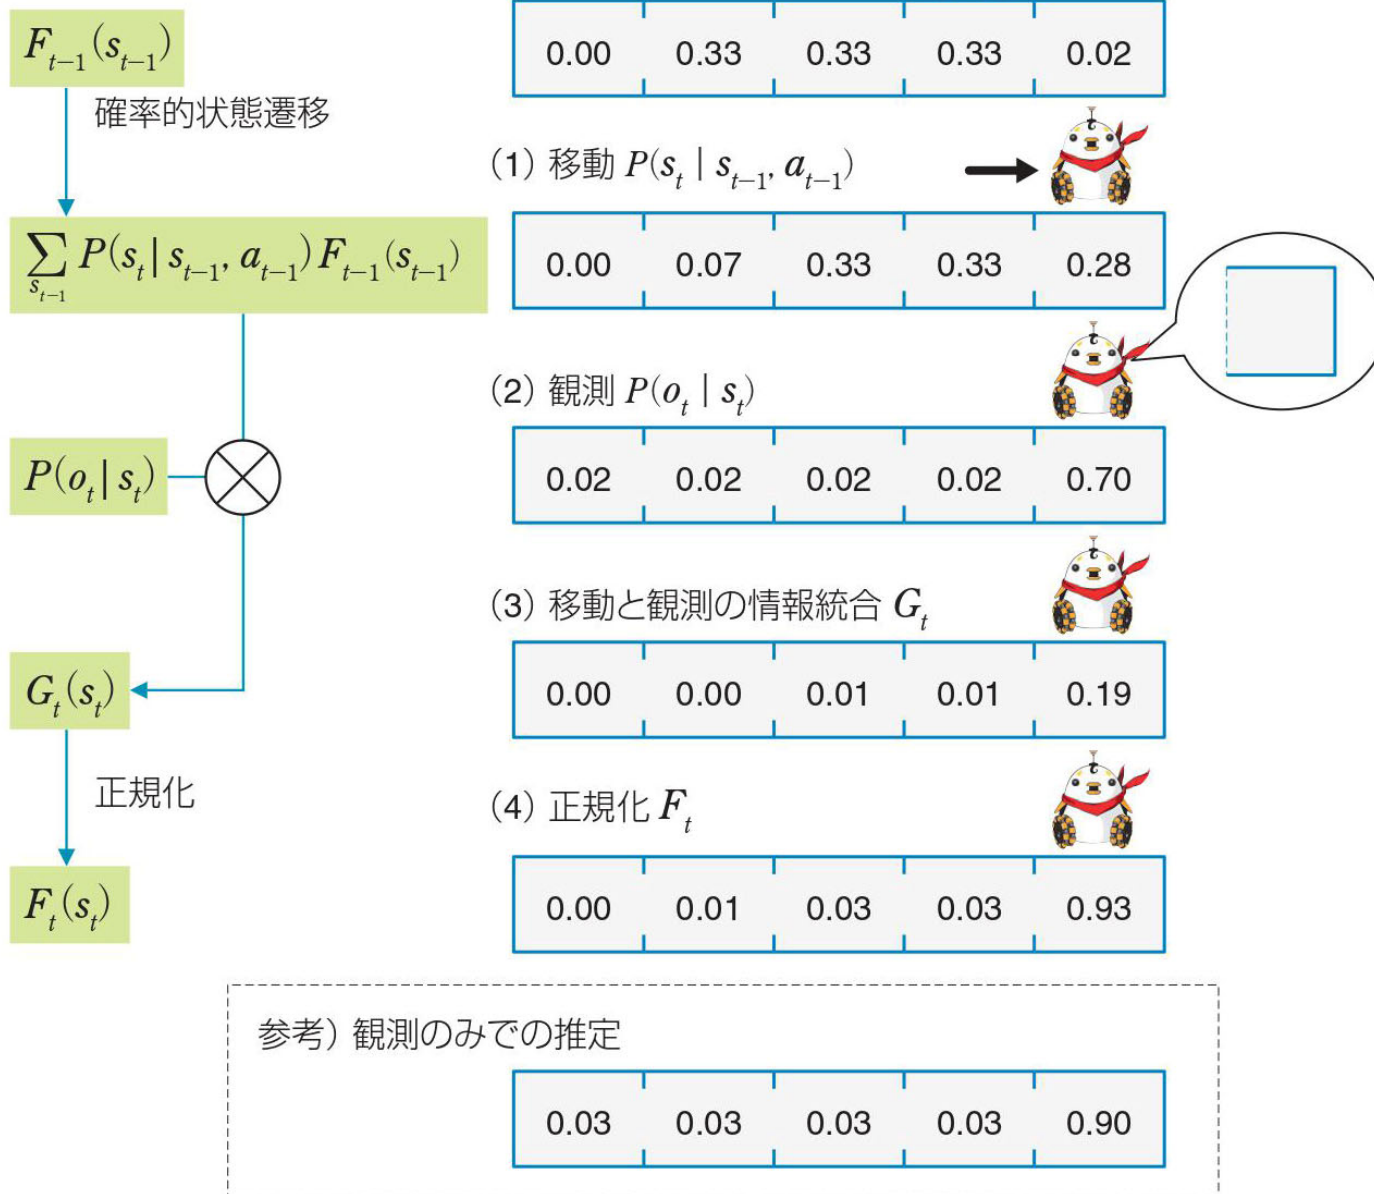 F_{t−1}(s_{t−1})
確率的状態遷移
∑_{s_{t−1}} P(s_t | s_{t−1}, a_{t−1}) F_{t−1}(s_{t−1})
P(o_t | s_t)
G_t(s_t)
正規化
F_t(s_t)
0.00 0.33 0.33 0.33 0.02
(1) 移動 P(s_t | s_{t−1}, a_{t−1})
0.00 0.07 0.33 0.33 0.28
(2) 観測 P(o_t | s_t)
0.02 0.02 0.02 0.02 0.70
(3) 移動と観測の情報統合 G_t
0.00 0.00 0.01 0.01 0.19
(4) 正規化 F_t
0.00 0.01 0.03 0.03 0.93
参考) 観測のみでの推定
0.03 0.03 0.03 0.03 0.90